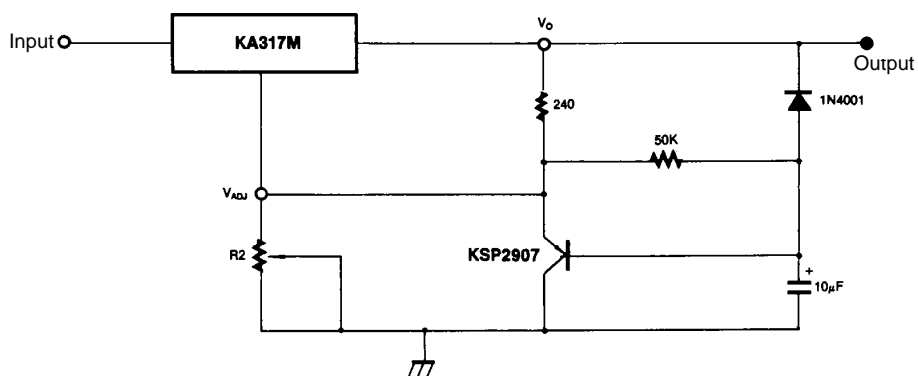 Input
KA317M
VO
Output
240
1N4001
50K
VADJ
R2
KSP2907
+
10μF